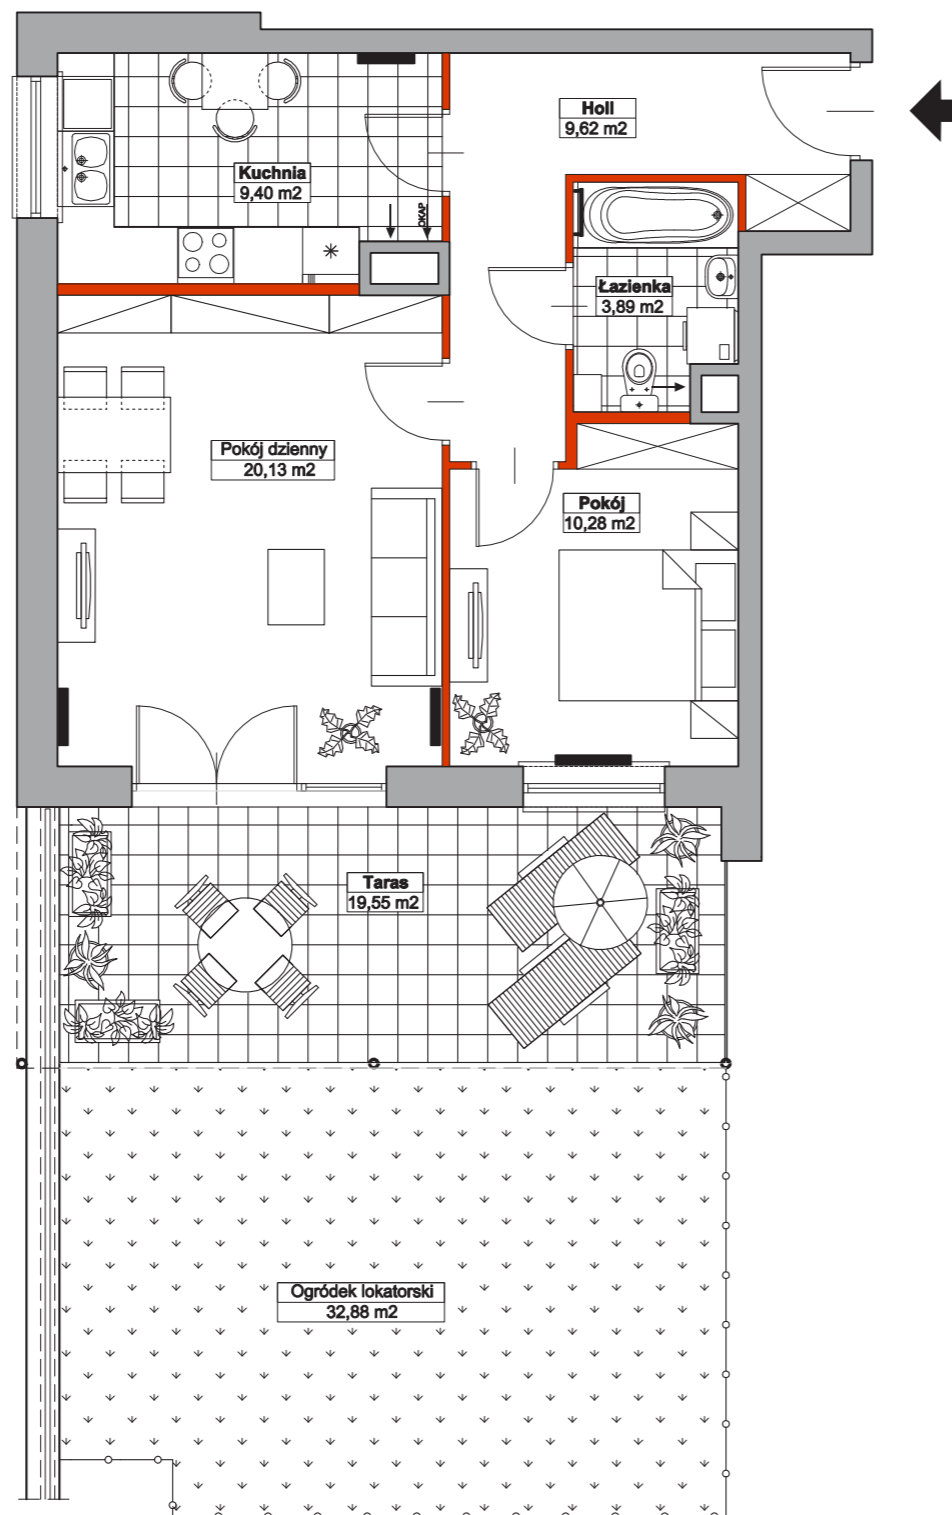 Holl
9,62 m2
Kuchnia
9,40 m2
OKAP
Łazienka
3,89 m2
Pokój dzienny
20,13 m2
Pokój
10,28 m2
Taras
19,55 m2
Ogródek lokatorski
32,88 m2